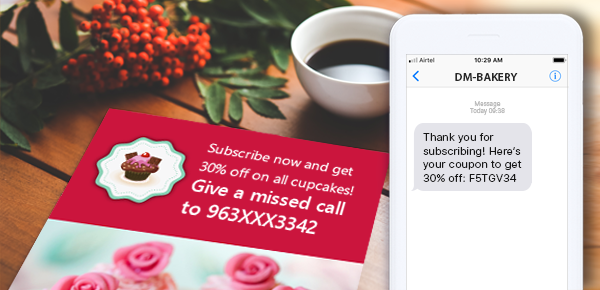 Subscribe now and get
30% off on all cupcakes!
Give a missed call
to 963XXX3342
Airtel
10:29 AM
DM-BAKERY
Message
Today 09:38
Thank you for
subscribing! Here's
your coupon to get
30% off: F5TGV34